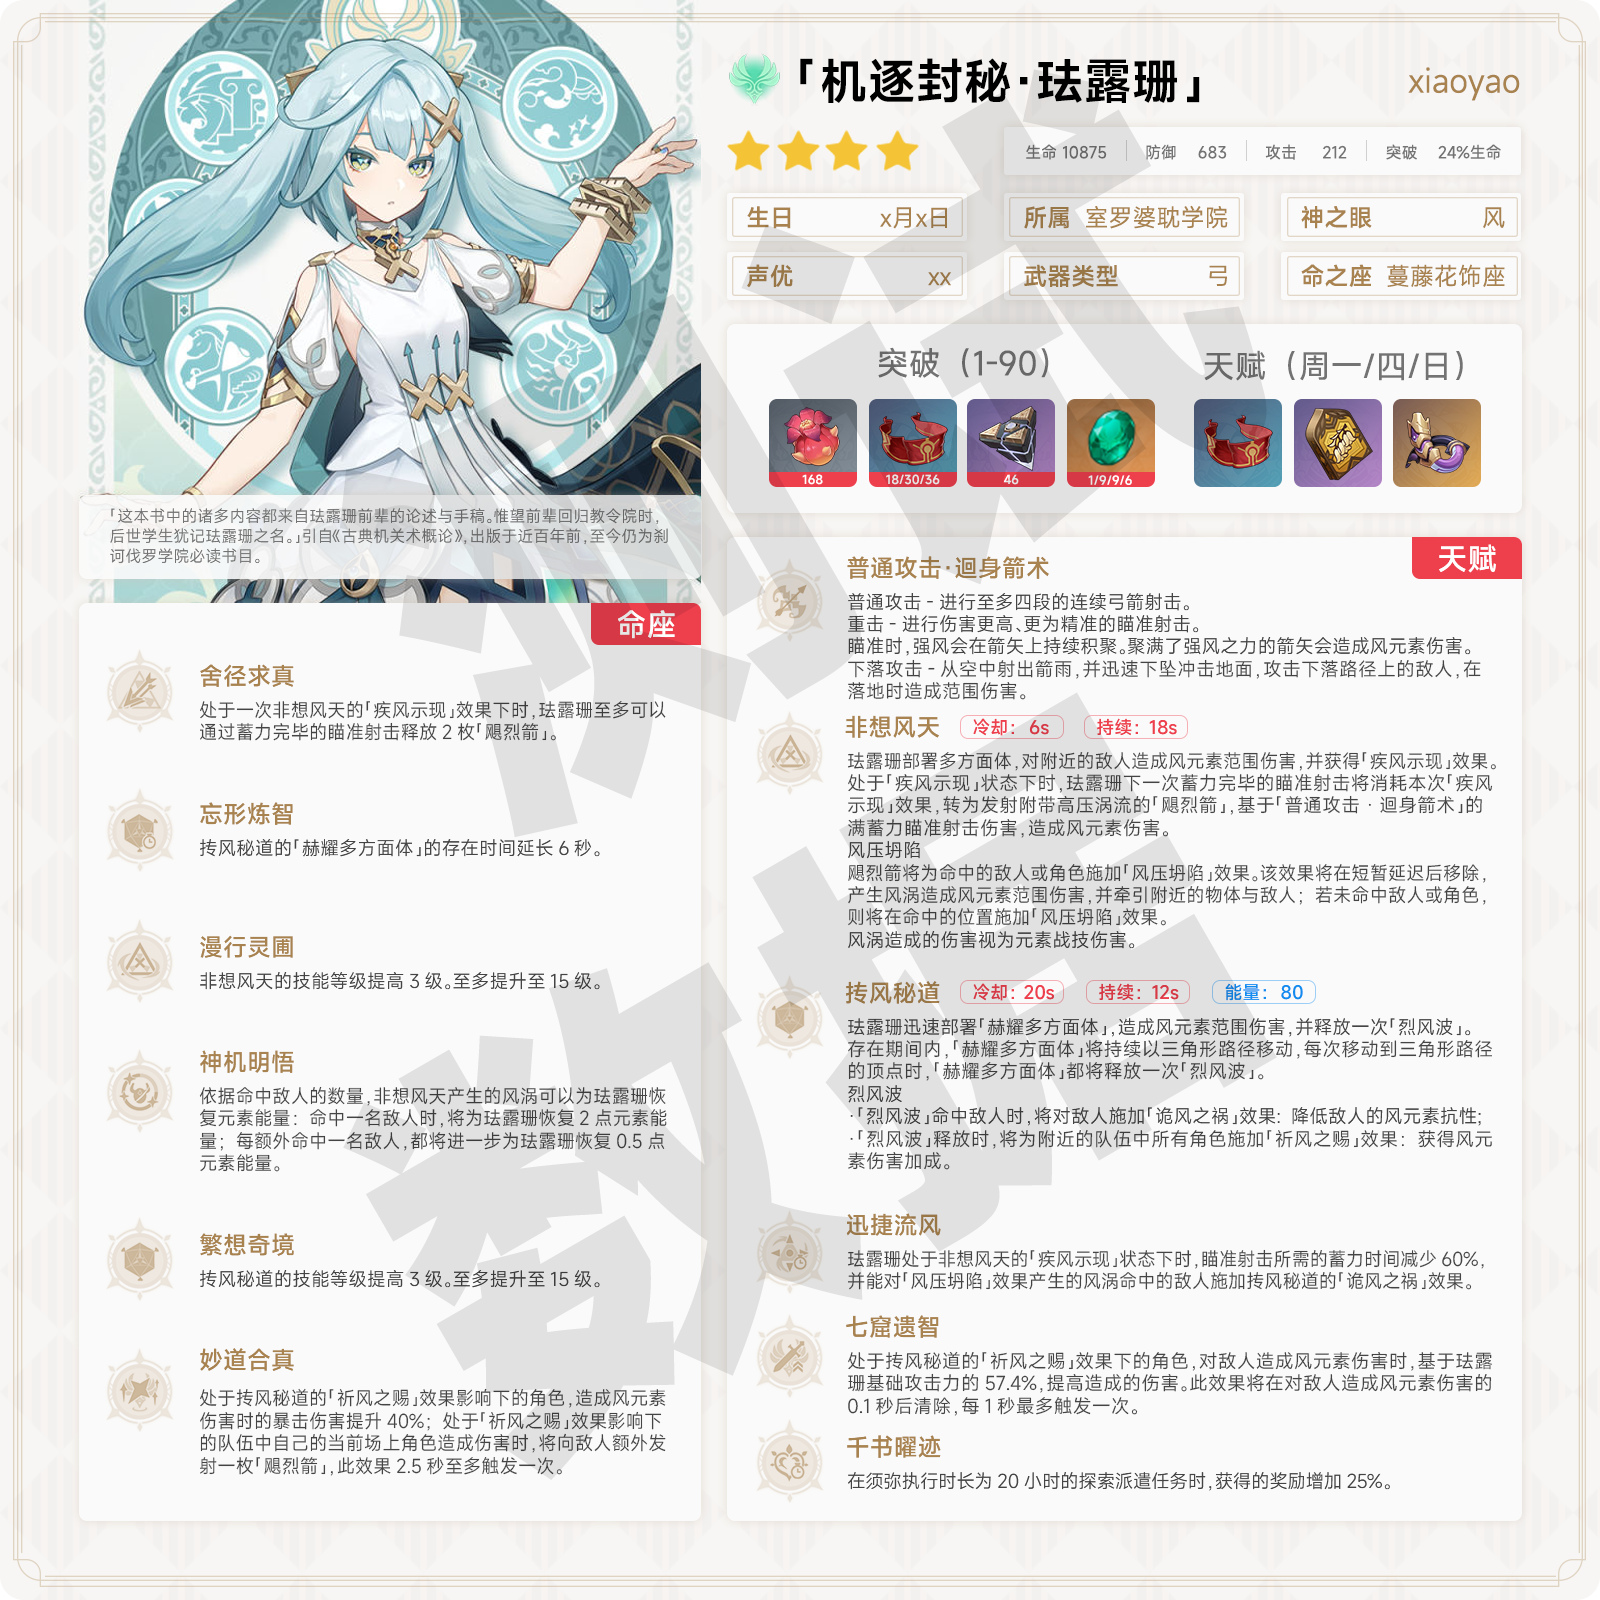 「机逐封秘·珐露珊」
xiaoyao
生命 10875 防御 683 攻击 212 突破 24%生命
生日 x月x日
所属 室罗婆耽学院
神之眼 风
声优 xx
武器类型 弓
命之座 蔓藤花饰座
突破（1-90）
168
18/30/36
46
1/9/9/6
天赋（周一/四/日）
「这本书中的诸多内容都来自珐露珊前辈的论述与手稿。惟望前辈回归教令院时，
后世学生犹记珐露珊之名。」引自《古典机关术概论》，出版于近百年前，至今仍为刹
诃伐罗学院必读书目。
命座
舍径求真
处于一次非想风天的「疾风示现」效果下时，珐露珊至多可以
通过蓄力完毕的瞄准射击释放 2 枚「飓烈箭」。
忘形炼智
抟风秘道的「赫耀多方面体」的存在时间延长 6 秒。
漫行灵圃
非想风天的技能等级提高 3 级。至多提升至 15 级。
神机明悟
依据命中敌人的数量，非想风天产生的风涡可以为珐露珊恢
复元素能量：命中一名敌人时，将为珐露珊恢复 2 点元素能
量；每额外命中一名敌人，都将进一步为珐露珊恢复 0.5 点
元素能量。
繁想奇境
抟风秘道的技能等级提高 3 级。至多提升至 15 级。
妙道合真
处于抟风秘道的「祈风之赐」效果影响下的角色，造成风元素
伤害时的暴击伤害提升 40%；处于「祈风之赐」效果影响下
的队伍中自己的当前场上角色造成伤害时，将向敌人额外发
射一枚「飓烈箭」，此效果 2.5 秒至多触发一次。
天赋
普通攻击·迴身箭术
普通攻击 - 进行至多四段的连续弓箭射击。
重击 - 进行伤害更高、更为精准的瞄准射击。
瞄准时，强风会在箭矢上持续积聚。聚满了强风之力的箭矢会造成风元素伤害。
下落攻击 - 从空中射出箭雨，并迅速下坠冲击地面，攻击下落路径上的敌人，在
落地时造成范围伤害。
非想风天 冷却：6s 持续：18s
珐露珊部署多方面体，对附近的敌人造成风元素范围伤害，并获得「疾风示现」效果。
处于「疾风示现」状态下时，珐露珊下一次蓄力完毕的瞄准射击将消耗本次「疾风
示现」效果，转为发射附带高压涡流的「飓烈箭」，基于「普通攻击 · 迴身箭术」的
满蓄力瞄准射击伤害，造成风元素伤害。
风压坍陷
飓烈箭将为命中的敌人或角色施加「风压坍陷」效果。该效果将在短暂延迟后移除，
产生风涡造成风元素范围伤害，并牵引附近的物体与敌人；若未命中敌人或角色，
则将在命中的位置施加「风压坍陷」效果。
风涡造成的伤害视为元素战技伤害。
抟风秘道 冷却：20s 持续：12s 能量：80
珐露珊迅速部署「赫耀多方面体」，造成风元素范围伤害，并释放一次「烈风波」。
存在期间内，「赫耀多方面体」将持续以三角形路径移动，每次移动到三角形路径
的顶点时，「赫耀多方面体」都将释放一次「烈风波」。
烈风波
·「烈风波」命中敌人时，将对敌人施加「诡风之祸」效果：降低敌人的风元素抗性；
·「烈风波」释放时，将为附近的队伍中所有角色施加「祈风之赐」效果：获得风元
素伤害加成。
迅捷流风
珐露珊处于非想风天的「疾风示现」状态下时，瞄准射击所需的蓄力时间减少 60%，
并能对「风压坍陷」效果产生的风涡命中的敌人施加抟风秘道的「诡风之祸」效果。
七窟遗智
处于抟风秘道的「祈风之赐」效果下的角色，对敌人造成风元素伤害时，基于珐露
珊基础攻击力的 57.4%，提高造成的伤害。此效果将在对敌人造成风元素伤害的
0.1 秒后清除，每 1 秒最多触发一次。
千书曜迹
在须弥执行时长为 20 小时的探索派遣任务时，获得的奖励增加 25%。
测试
数据